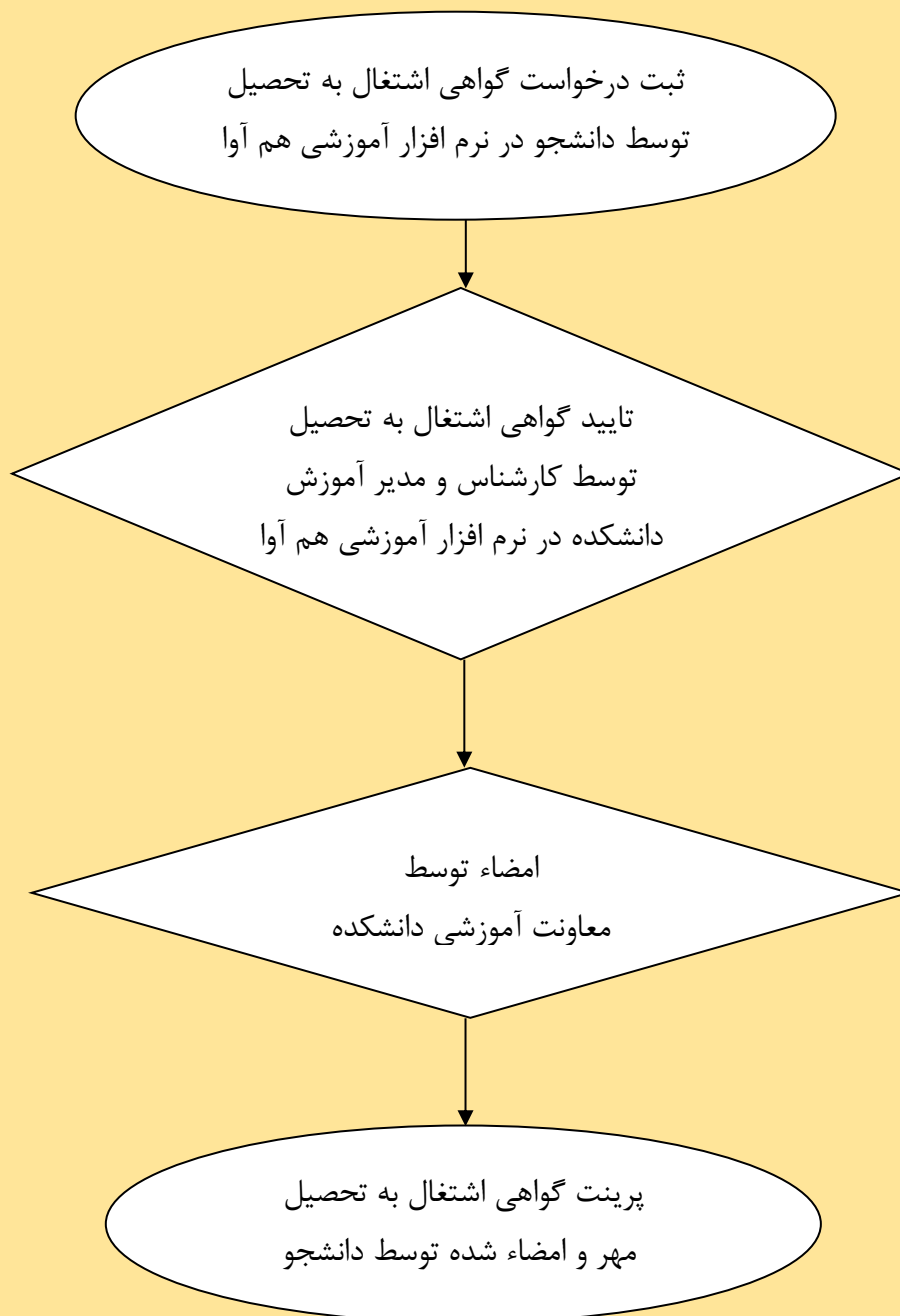 ثبت درخواست گواهی اشتغال به تحصیل
توسط دانشجو در نرم افزار آموزشی هم آوا
تایید گواهی اشتغال به تحصیل
توسط کارشناس و مدیر آموزش
دانشکده در نرم افزار آموزشی هم آوا
امضاء توسط
معاونت آموزشی دانشکده
پرینت گواهی اشتغال به تحصیل
مهر و امضاء شده توسط دانشجو